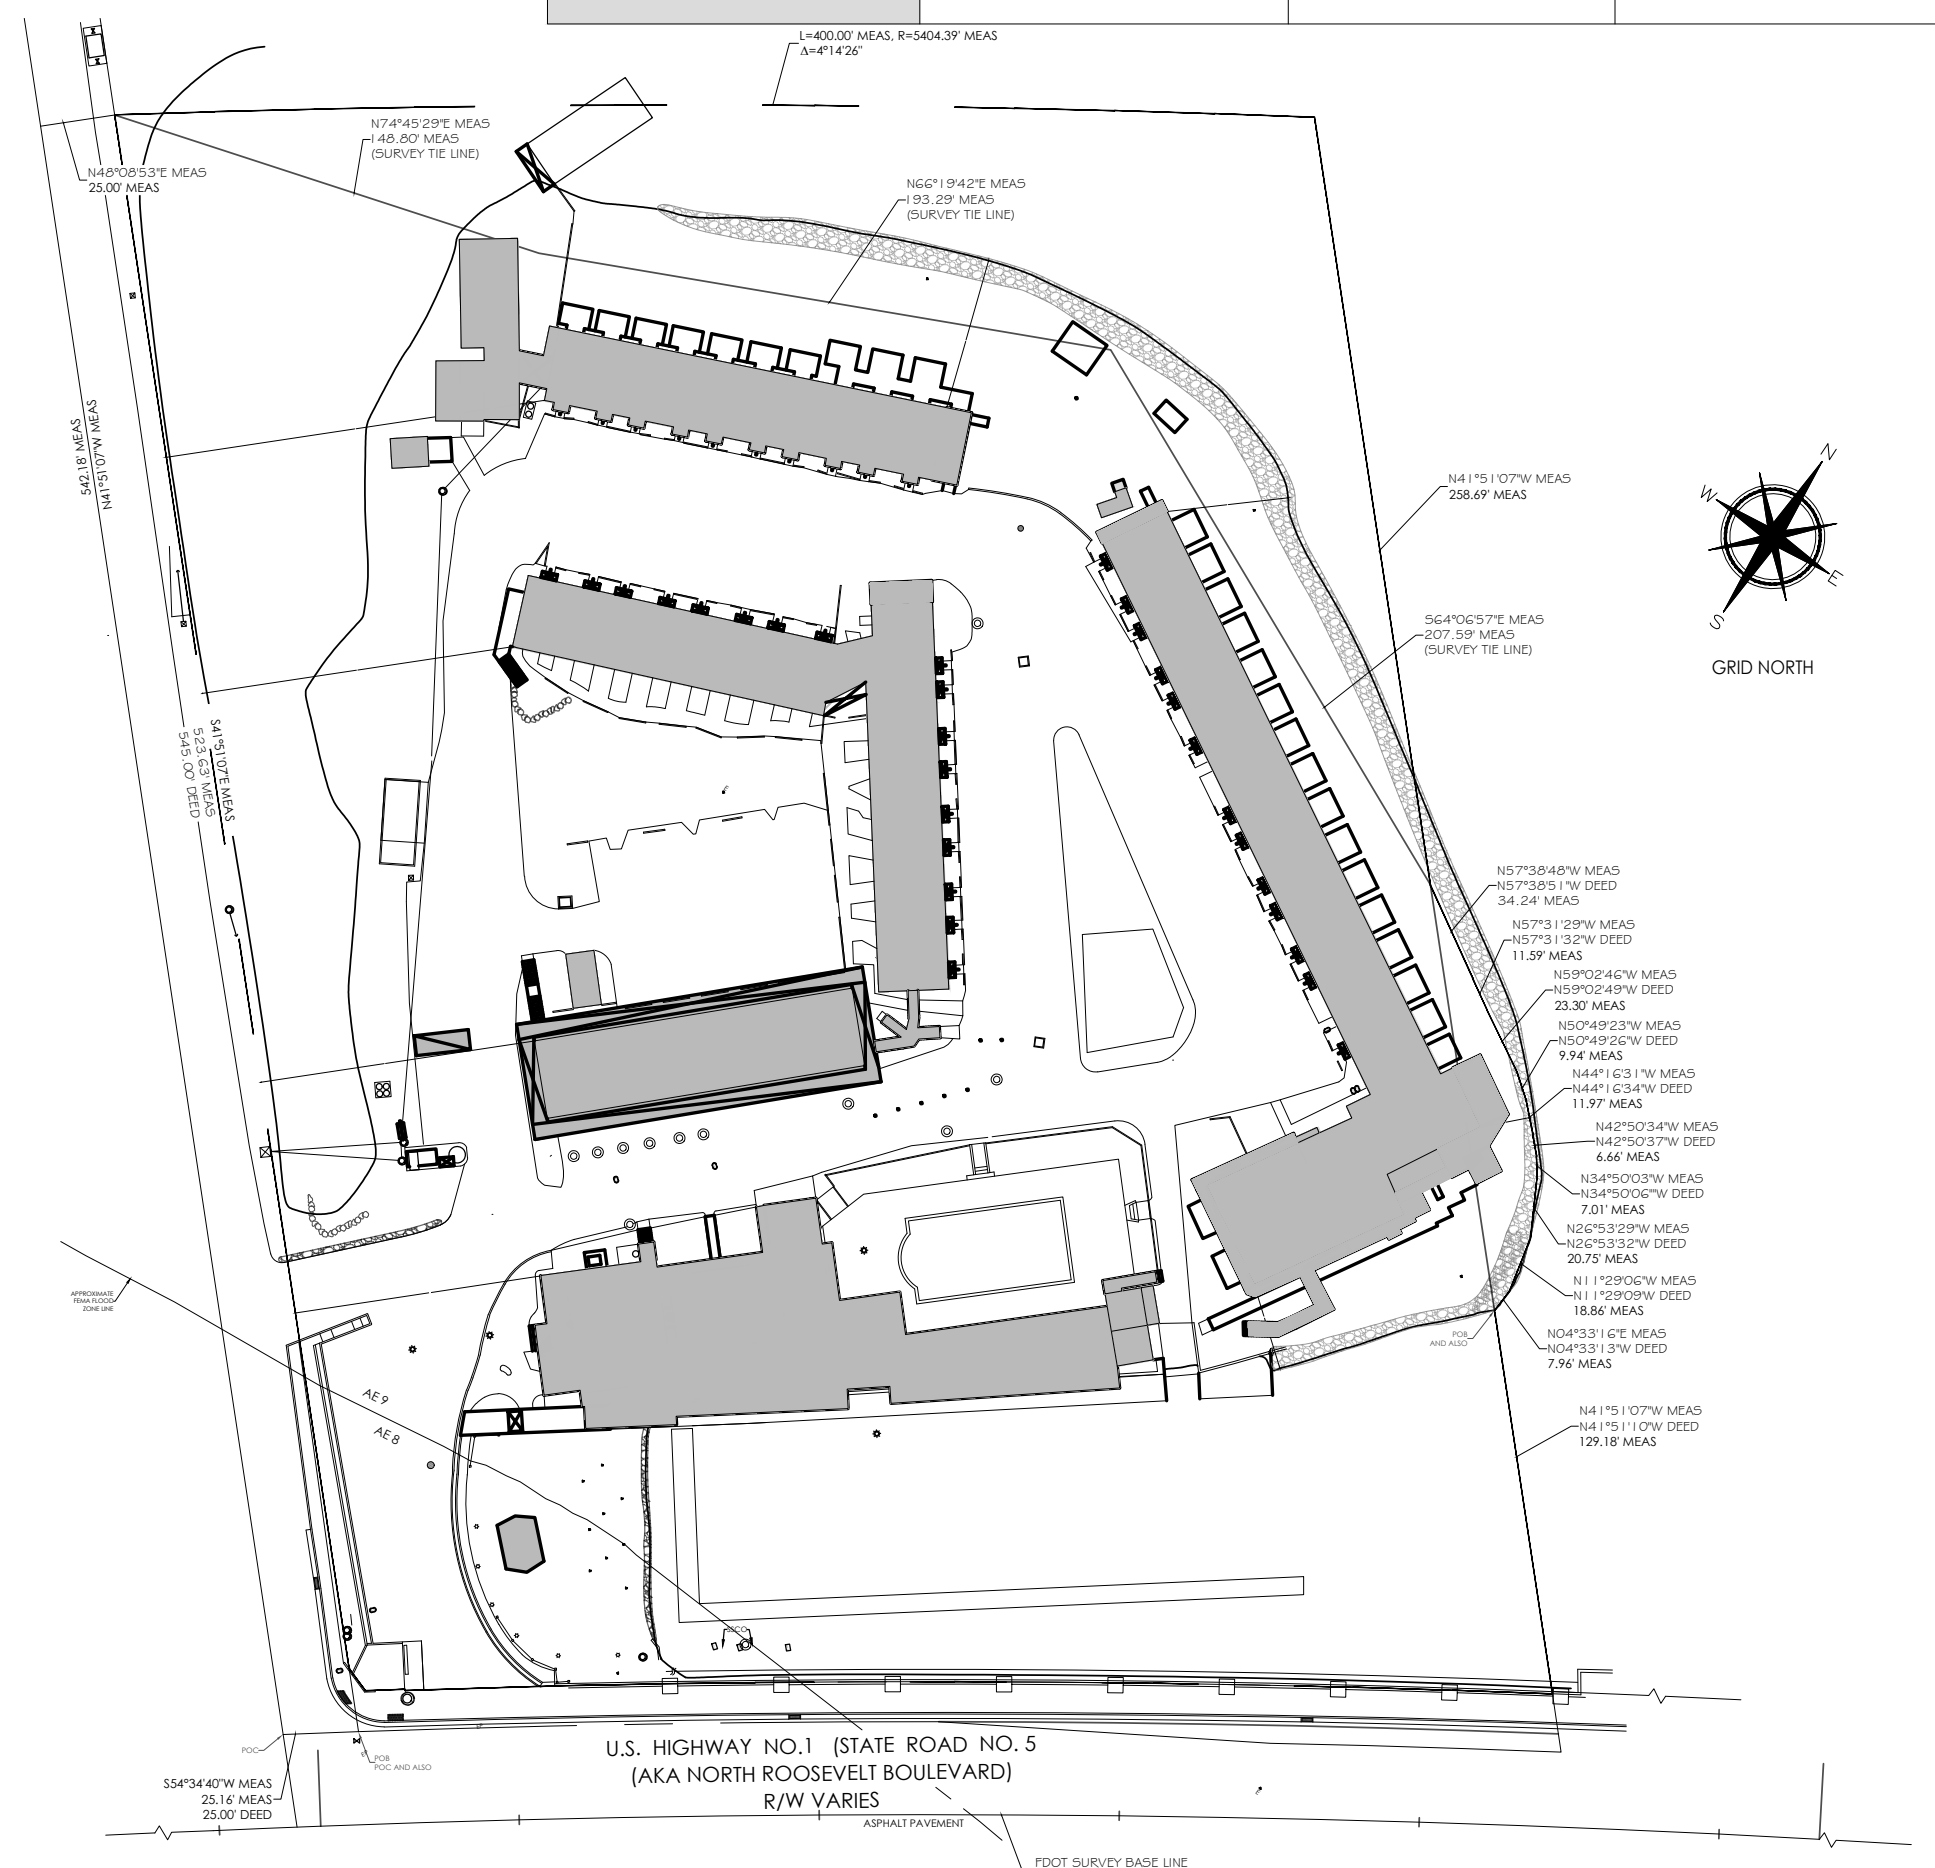 L=400.00' MEAS, R=5404.39' MEAS
Δ=4°14'26"
N74°45'29"E MEAS
148.80' MEAS
(SURVEY TIE LINE)
N48°08'53"E MEAS
25.00' MEAS
N66°19'42"E MEAS
193.29' MEAS
(SURVEY TIE LINE)
542.18' MEAS
N41°51'07"W MEAS
N41°51'07"W MEAS
258.69' MEAS
N
W
E
S
GRID NORTH
S64°06'57"E MEAS
207.59' MEAS
(SURVEY TIE LINE)
S41°51'07"E MEAS
523.63' MEAS
545.00' DEED
N57°38'48"W MEAS
N57°38'51"W DEED
34.24' MEAS
N57°31'29"W MEAS
N57°31'32"W DEED
11.59' MEAS
N59°02'46"W MEAS
N59°02'49"W DEED
23.30' MEAS
N50°49'23"W MEAS
N50°49'26"W DEED
9.94' MEAS
N44°16'31"W MEAS
N44°16'34"W DEED
11.97' MEAS
N42°50'34"W MEAS
N42°50'37"W DEED
6.66' MEAS
N34°50'03"W MEAS
N34°50'06""W DEED
7.01' MEAS
N26°53'29"W MEAS
N26°53'32"W DEED
20.75' MEAS
N11°29'06"W MEAS
N11°29'09"W DEED
18.86' MEAS
N04°33'16"E MEAS
N04°33'13"W DEED
7.96' MEAS
POB
AND ALSO
APPROXIMATE
FEMA FLOOD
ZONE LINE
AE 9
AE 8
N41°51'07"W MEAS
N41°51'10"W DEED
129.18' MEAS
SSCO
POC
POB
POC AND ALSO
S54°34'40"W MEAS
25.16' MEAS
25.00' DEED
U.S. HIGHWAY NO.1 (STATE ROAD NO. 5
(AKA NORTH ROOSEVELT BOULEVARD)
R/W VARIES
ASPHALT PAVEMENT
FDOT SURVEY BASE LINE